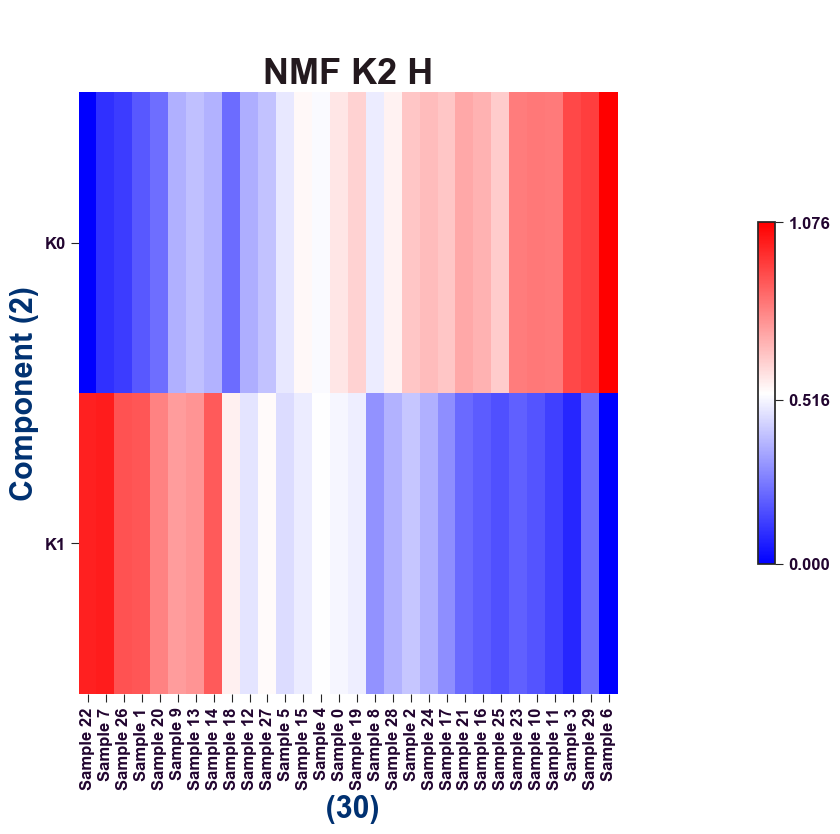 NMF K2 H
1.076
0.516
0.000
K0
K1
Component (2)
Sample 22
Sample 7
Sample 26
Sample 1
Sample 20
Sample 9
Sample 13
Sample 14
Sample 18
Sample 12
Sample 27
Sample 5
Sample 15
Sample 4
Sample 0
Sample 19
Sample 8
Sample 28
Sample 2
Sample 24
Sample 17
Sample 21
Sample 16
Sample 25
Sample 23
Sample 10
Sample 11
Sample 3
Sample 29
Sample 6
(30)